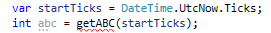 var startTicks = DateTime.UtcNow.Ticks;
int abc = getABC(startTicks);